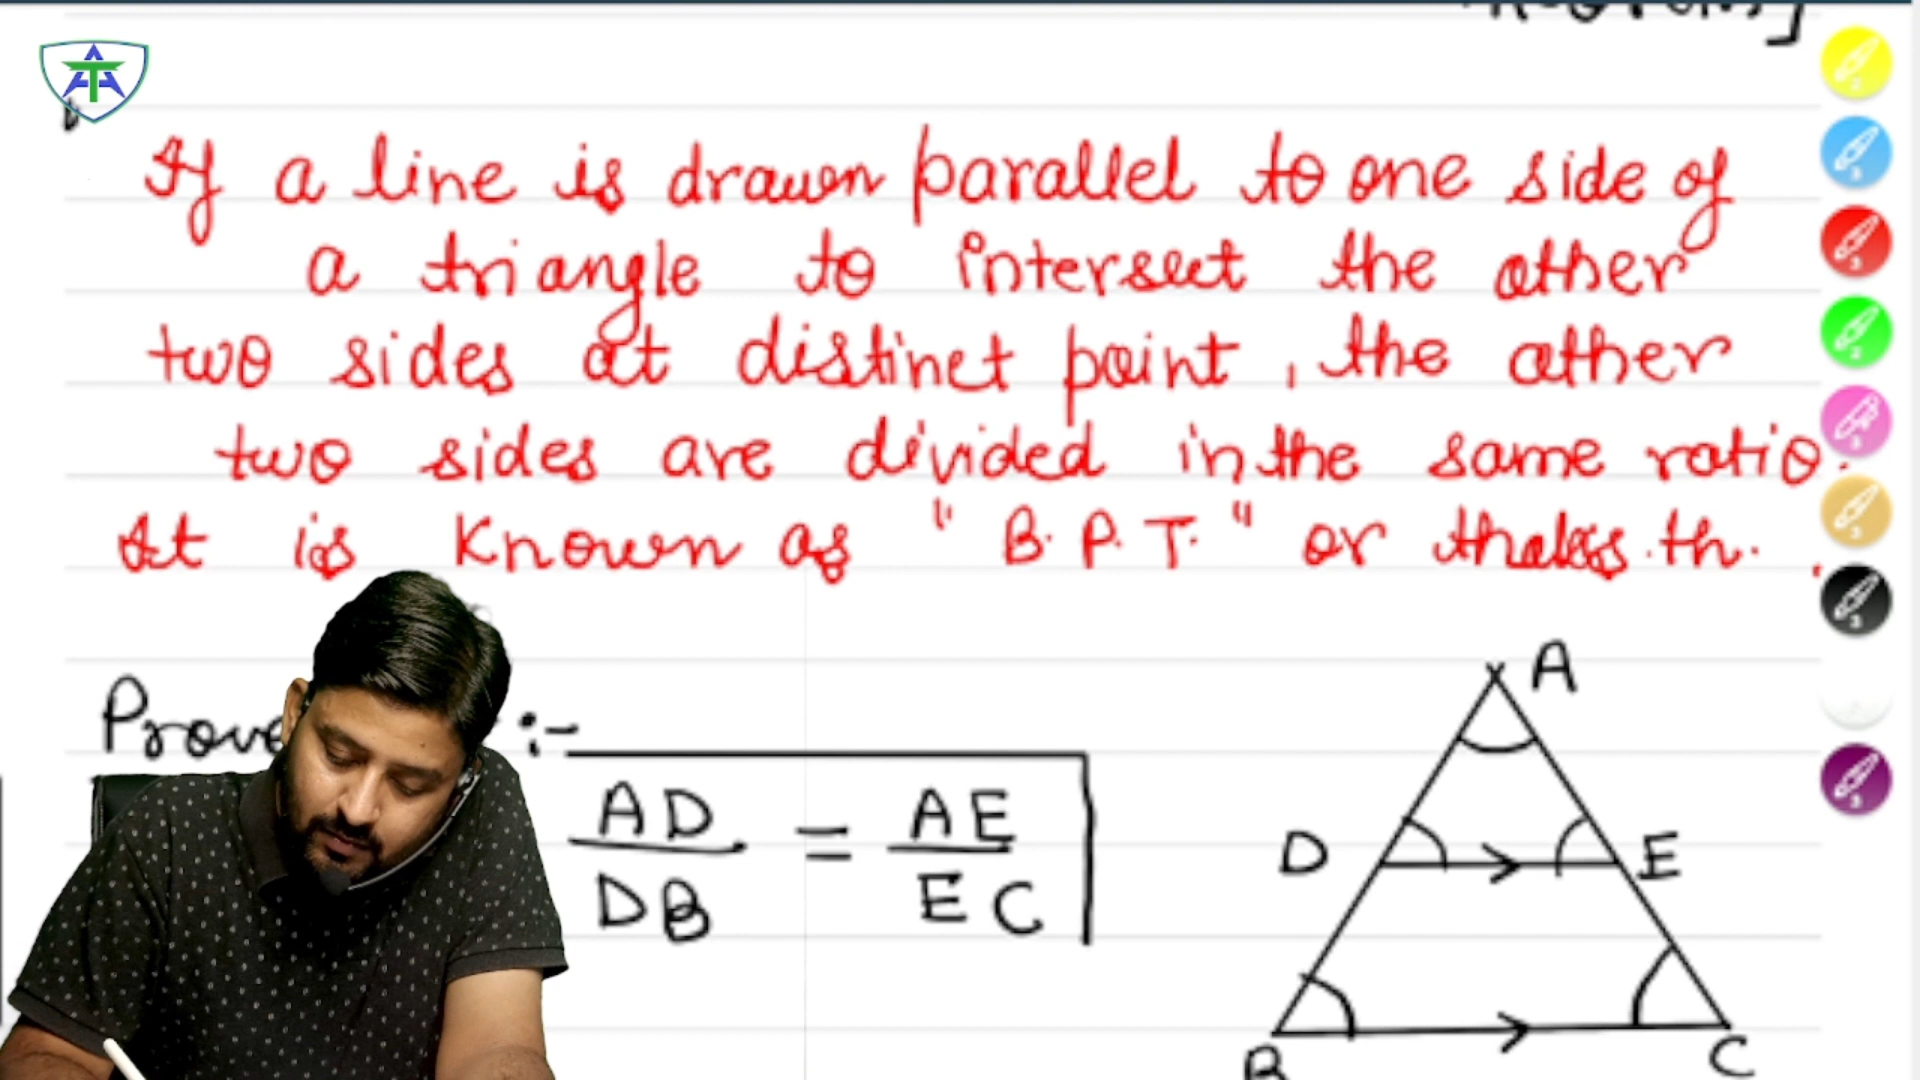 If a line is drawn parallel to one side of
a triangle to intersect the other
two sides at distinct point, the other
two sides are divided in the same ratio.
It is known as "B.P.T." or thales th.
A
:-
AD = AE
DB EC
D E
B C